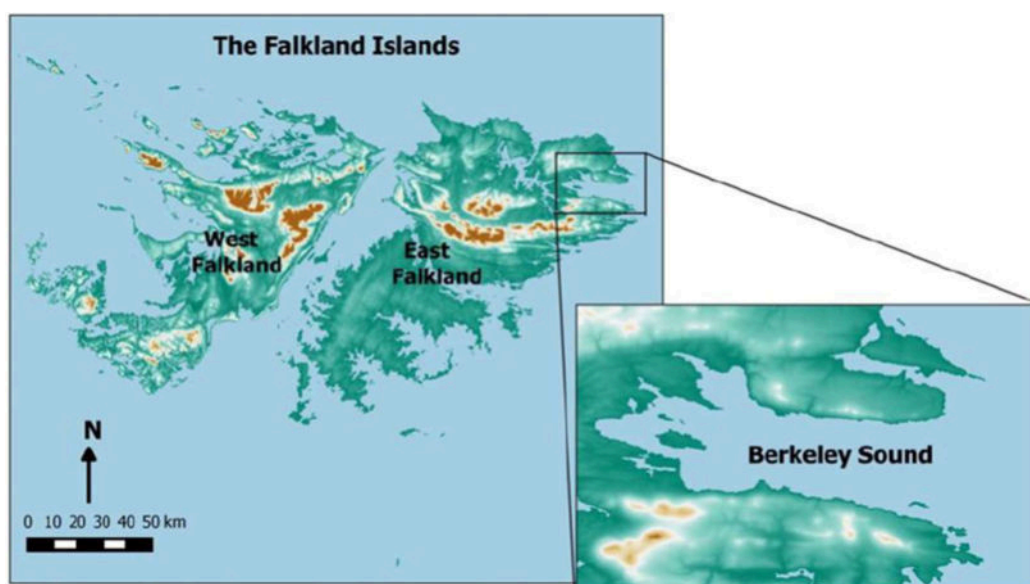 The Falkland Islands
West
Falkland
East
Falkland
N
0 10 20 30 40 50 km
Berkeley Sound